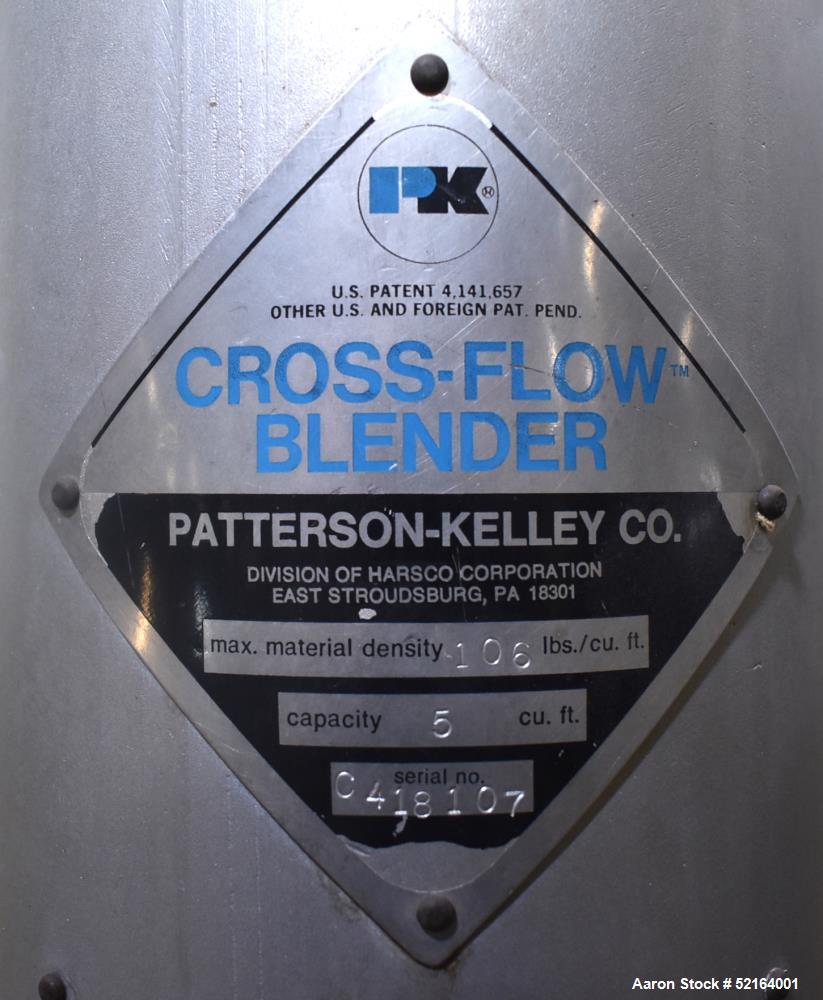 PK®
U.S. PATENT 4,141,657
OTHER U.S. AND FOREIGN PAT. PEND.
CROSS-FLOW™
BLENDER
PATTERSON-KELLEY CO.
DIVISION OF HARSCO CORPORATION
EAST STROUDSBURG, PA 18301
max. material density 106 lbs./cu. ft.
capacity 5 cu. ft.
serial no.
C418107
Aaron Stock # 52164001